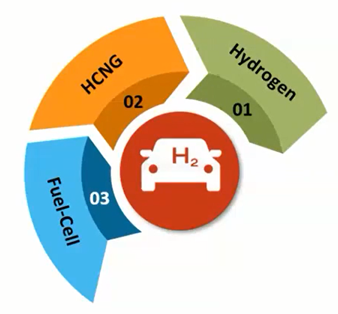 Hydrogen
01
HCNG
02
Fuel-Cell
03
H₂